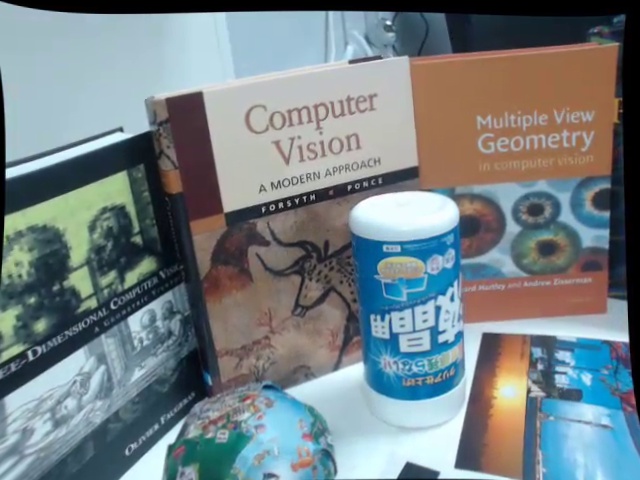 Computer
Vision
A MODERN APPROACH
FORSYTH & PONCE
Multiple View
Geometry
in computer vision
Hartley and Andrew Zisserman
-DIMENSIONAL COMPUTER
A GEOMETRIC
OLIVIER FAUGERAS